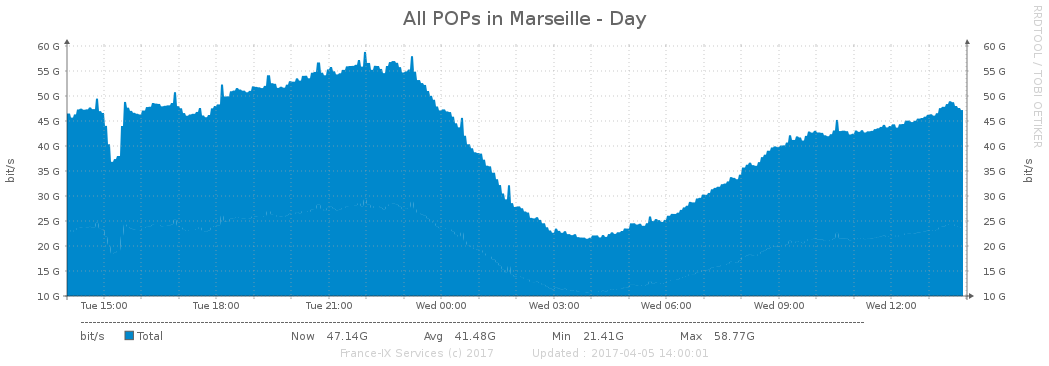 All POPs in Marseille - Day
RRDTOOL / TOBI OETIKER
60 G 60 G
55 G 55 G
50 G 50 G
45 G 45 G
40 G 40 G
35 G 35 G
30 G 30 G
25 G 25 G
20 G 20 G
15 G 15 G
10 G 10 G
bit/s
bit/s
Tue 15:00 Tue 18:00 Tue 21:00 Wed 00:00 Wed 03:00 Wed 06:00 Wed 09:00 Wed 12:00
bit/s Total Now 47.14G Avg 41.48G Min 21.41G Max 58.77G
France-IX Services (c) 2017 Updated : 2017-04-05 14:00:01